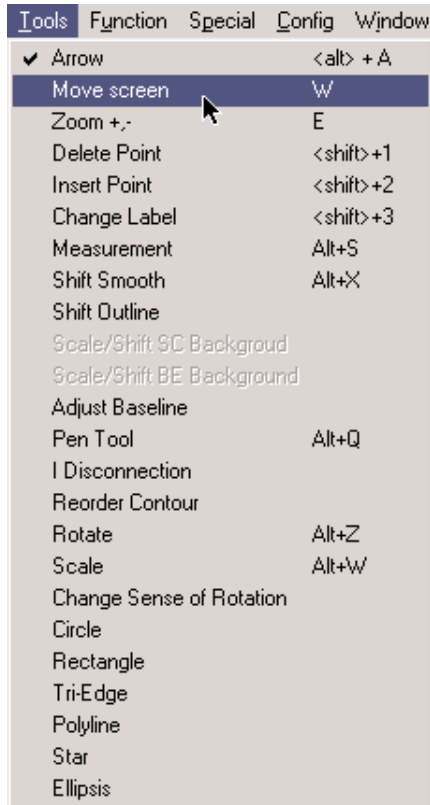 Tools Function Special Config Window
✔ Arrow <alt> + A
Move screen W
Zoom +,- E
Delete Point <shift>+1
Insert Point <shift>+2
Change Label <shift>+3
Measurement Alt+S
Shift Smooth Alt+X
Shift Outline
Scale/Shift SC Backgroud
Scale/Shift BE Background
Adjust Baseline
Pen Tool Alt+Q
I Disconnection
Reorder Contour
Rotate Alt+Z
Scale Alt+W
Change Sense of Rotation
Circle
Rectangle
Tri-Edge
Polyline
Star
Ellipsis